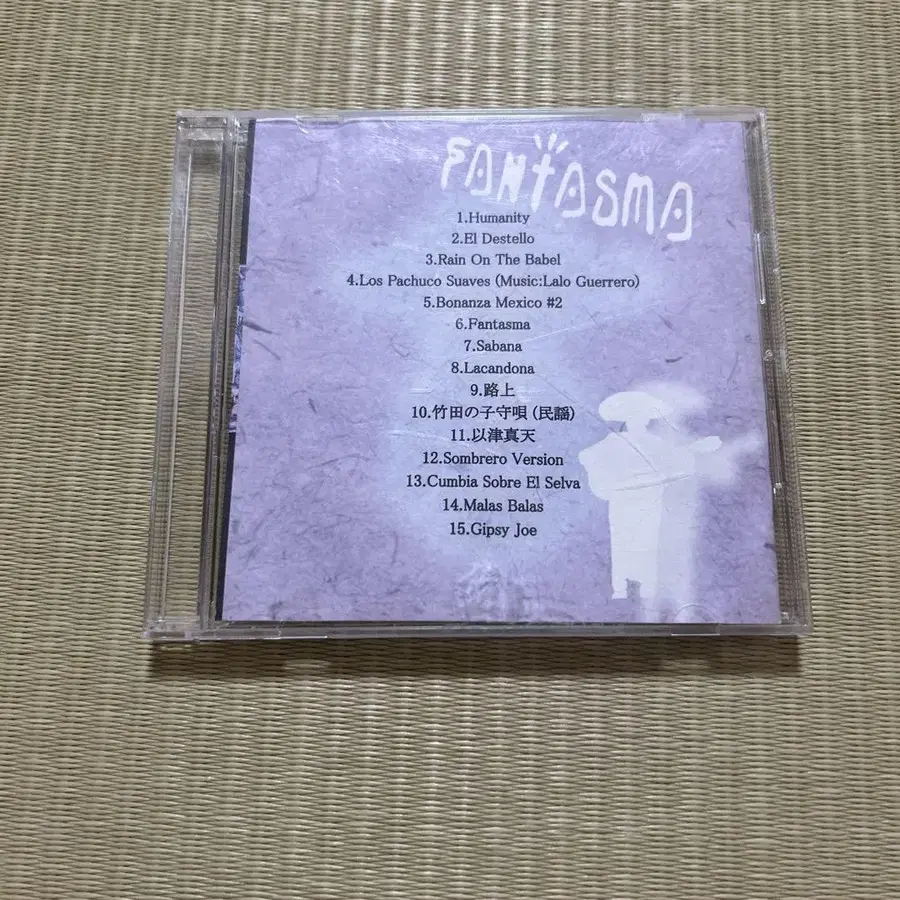 FANTASMA
1.Humanity
2.El Destello
3.Rain On The Babel
4.Los Pachuco Suaves (Music:Lalo Guerrero)
5.Bonanza Mexico #2
6.Fantasma
7.Sabana
8.Lacandona
9.路上
10.竹田の子守唄 (民謡)
11.以津真天
12.Sombrero Version
13.Cumbia Sobre El Selva
14.Malas Balas
15.Gipsy Joe